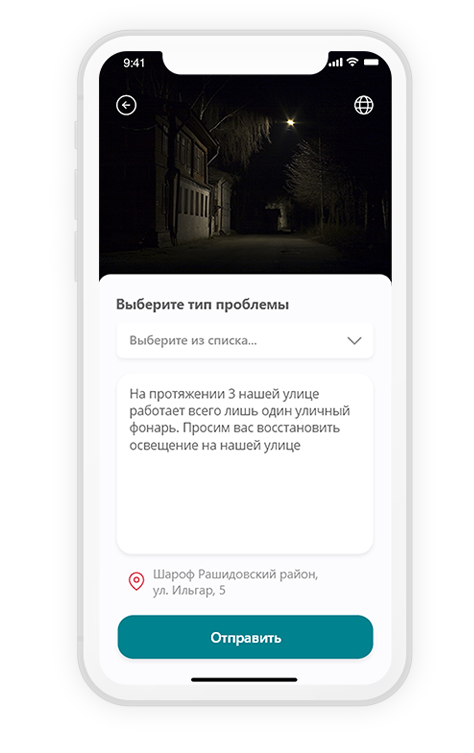 9:41
Выберите тип проблемы
Выберите из списка...
На протяжении 3 нашей улице
работает всего лишь один уличный
фонарь. Просим вас восстановить
освещение на нашей улице
Шароф Рашидовский район,
ул. Ильгар, 5
Отправить